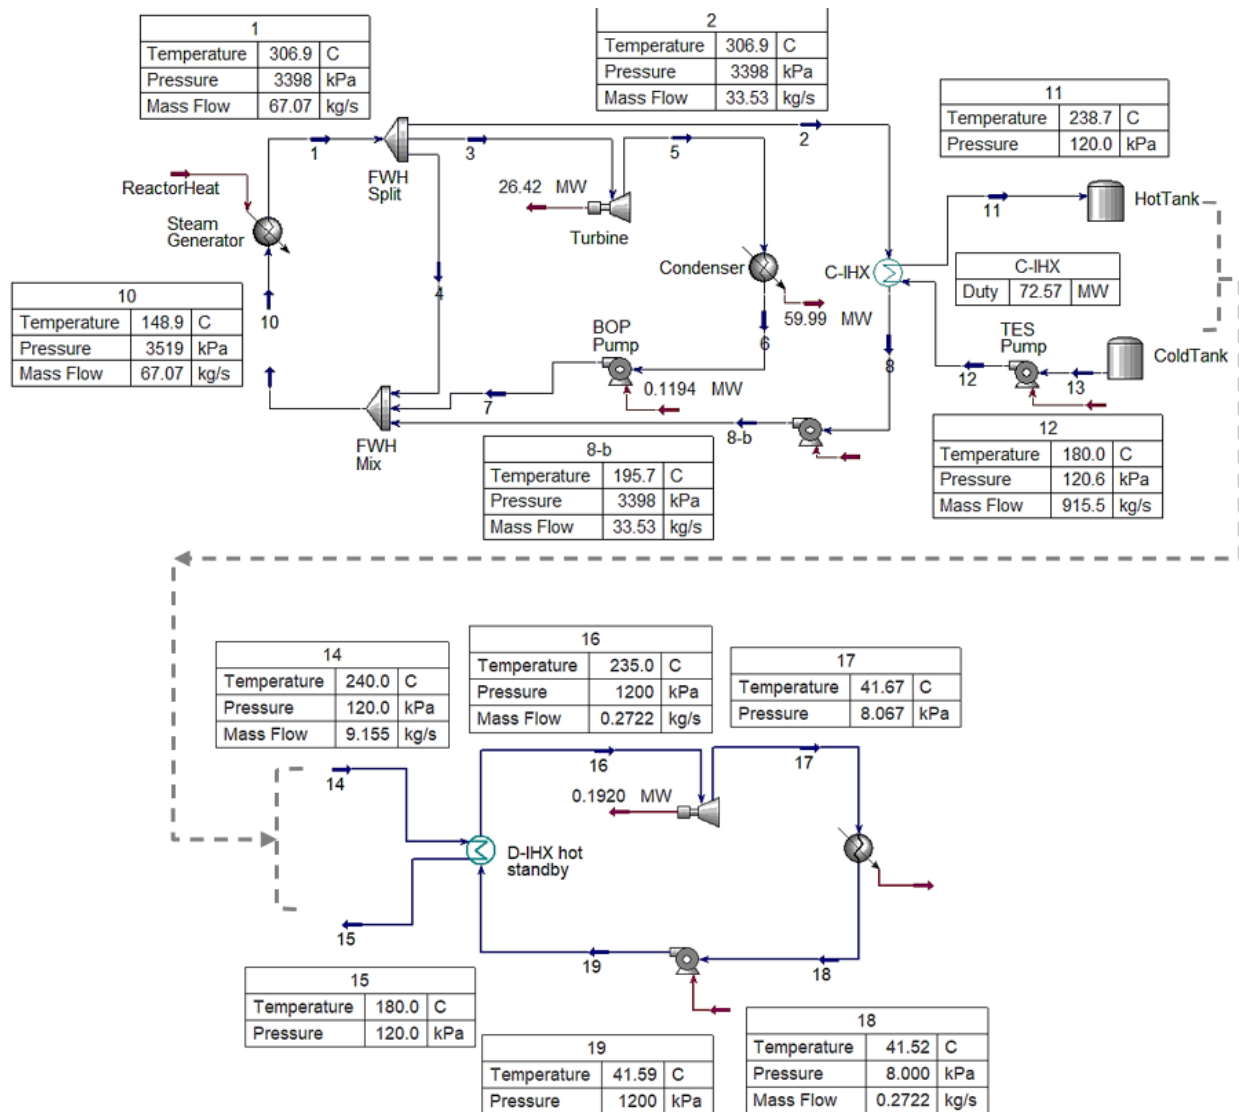 1
Temperature 306.9 C
Pressure 3398 kPa
Mass Flow 67.07 kg/s
2
Temperature 306.9 C
Pressure 3398 kPa
Mass Flow 33.53 kg/s
11
Temperature 238.7 C
Pressure 120.0 kPa
1
3
5
2
ReactorHeat
FWH
Split
26.42 MW
Turbine
11
HotTank
Steam
Generator
Condenser
C-IHX
C-IHX
Duty 72.57 MW
10
Temperature 148.9 C
Pressure 3519 kPa
Mass Flow 67.07 kg/s
10
4
BOP
Pump
59.99 MW
6
8
TES
Pump
ColdTank
12
13
0.1194 MW
7
FWH
Mix
8-b
8-b
Temperature 195.7 C
Pressure 3398 kPa
Mass Flow 33.53 kg/s
12
Temperature 180.0 C
Pressure 120.6 kPa
Mass Flow 915.5 kg/s
14
Temperature 240.0 C
Pressure 120.0 kPa
Mass Flow 9.155 kg/s
16
Temperature 235.0 C
Pressure 1200 kPa
Mass Flow 0.2722 kg/s
17
Temperature 41.67 C
Pressure 8.067 kPa
14
16
17
0.1920 MW
D-IHX hot
standby
15
19
18
15
Temperature 180.0 C
Pressure 120.0 kPa
19
Temperature 41.59 C
Pressure 1200 kPa
18
Temperature 41.52 C
Pressure 8.000 kPa
Mass Flow 0.2722 kg/s